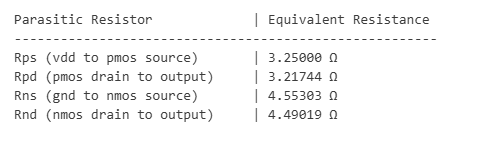 Parasitic Resistor | Equivalent Resistance
-----------------------------------------------------
Rps (vdd to pmos source) | 3.25000 Ω
Rpd (pmos drain to output) | 3.21744 Ω
Rns (gnd to nmos source) | 4.55303 Ω
Rnd (nmos drain to output) | 4.49019 Ω